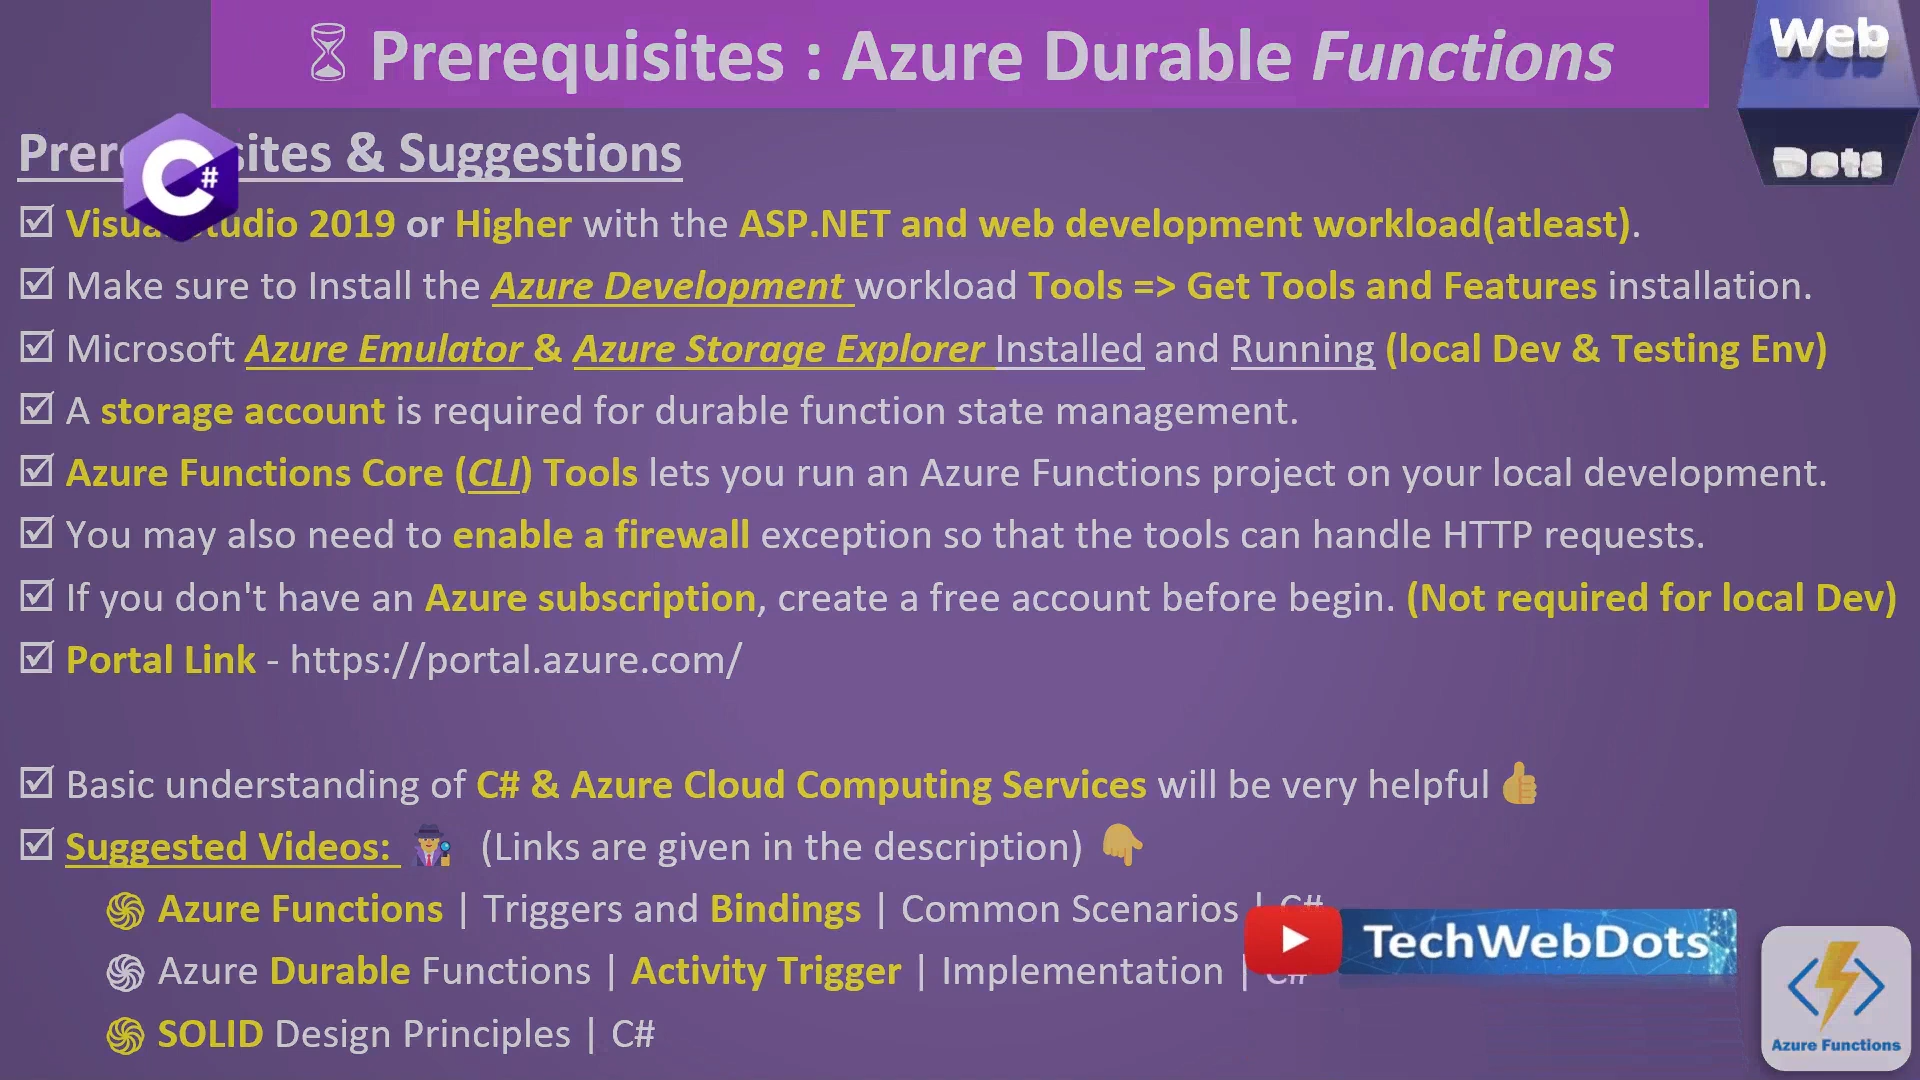 Prerequisites : Azure Durable Functions
Web
Dots
Prer sites & Suggestions
C#
Visua tudio 2019 or Higher with the ASP.NET and web development workload(atleast).
Make sure to Install the Azure Development workload Tools => Get Tools and Features installation.
Microsoft Azure Emulator & Azure Storage Explorer Installed and Running (local Dev & Testing Env)
A storage account is required for durable function state management.
Azure Functions Core (CLI) Tools lets you run an Azure Functions project on your local development.
You may also need to enable a firewall exception so that the tools can handle HTTP requests.
If you don't have an Azure subscription, create a free account before begin. (Not required for local Dev)
Portal Link - https://portal.azure.com/
Basic understanding of C# & Azure Cloud Computing Services will be very helpful
Suggested Videos: (Links are given in the description)
Azure Functions | Triggers and Bindings | Common Scenarios | C#
TechWebDots
Azure Durable Functions | Activity Trigger | Implementation | C#
SOLID Design Principles | C#
Azure Functions